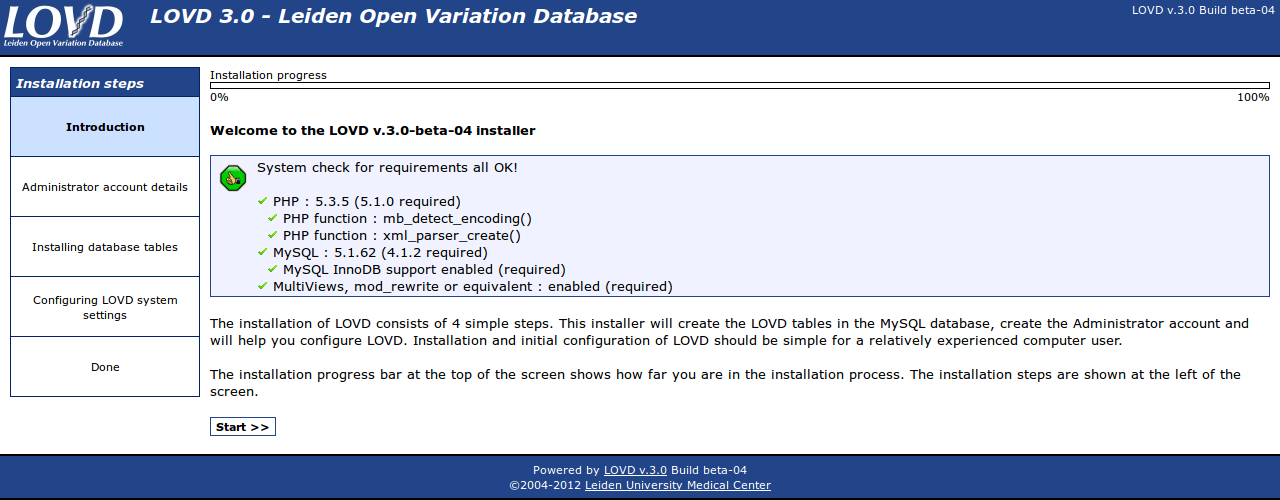 LOVD
Leiden Open Variation Database
LOVD 3.0 - Leiden Open Variation Database
LOVD v.3.0 Build beta-04
Installation steps
Introduction
Administrator account details
Installing database tables
Configuring LOVD system
settings
Done
Installation progress
0%
100%
Welcome to the LOVD v.3.0-beta-04 installer
System check for requirements all OK!
PHP : 5.3.5 (5.1.0 required)
PHP function : mb_detect_encoding()
PHP function : xml_parser_create()
MySQL : 5.1.62 (4.1.2 required)
MySQL InnoDB support enabled (required)
MultiViews, mod_rewrite or equivalent : enabled (required)
The installation of LOVD consists of 4 simple steps. This installer will create the LOVD tables in the MySQL database, create the Administrator account and
will help you configure LOVD. Installation and initial configuration of LOVD should be simple for a relatively experienced computer user.
The installation progress bar at the top of the screen shows how far you are in the installation process. The installation steps are shown at the left of the
screen.
Start >>
Powered by LOVD v.3.0 Build beta-04
©2004-2012 Leiden University Medical Center